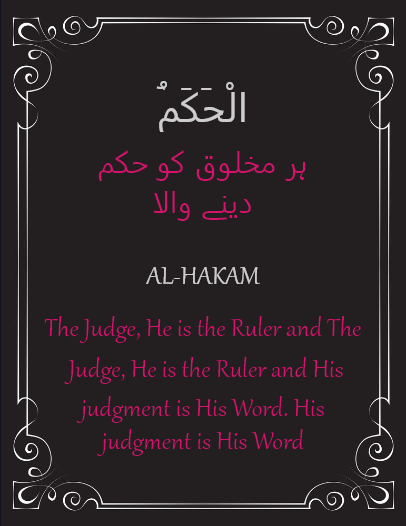 الْحَكَمُ
ہر مخلوق کو حکم
دینے والا
AL-HAKAM
The Judge, He is the Ruler and The
Judge, He is the Ruler and His
judgment is His Word. His
judgment is His Word